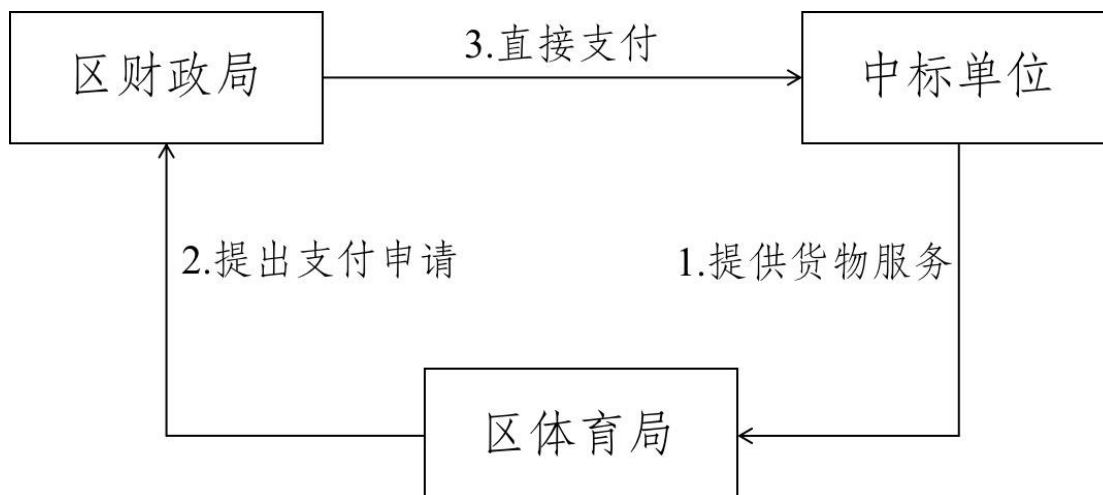 区财政局
3.直接支付
中标单位
2.提出支付申请
1.提供货物服务
区体育局